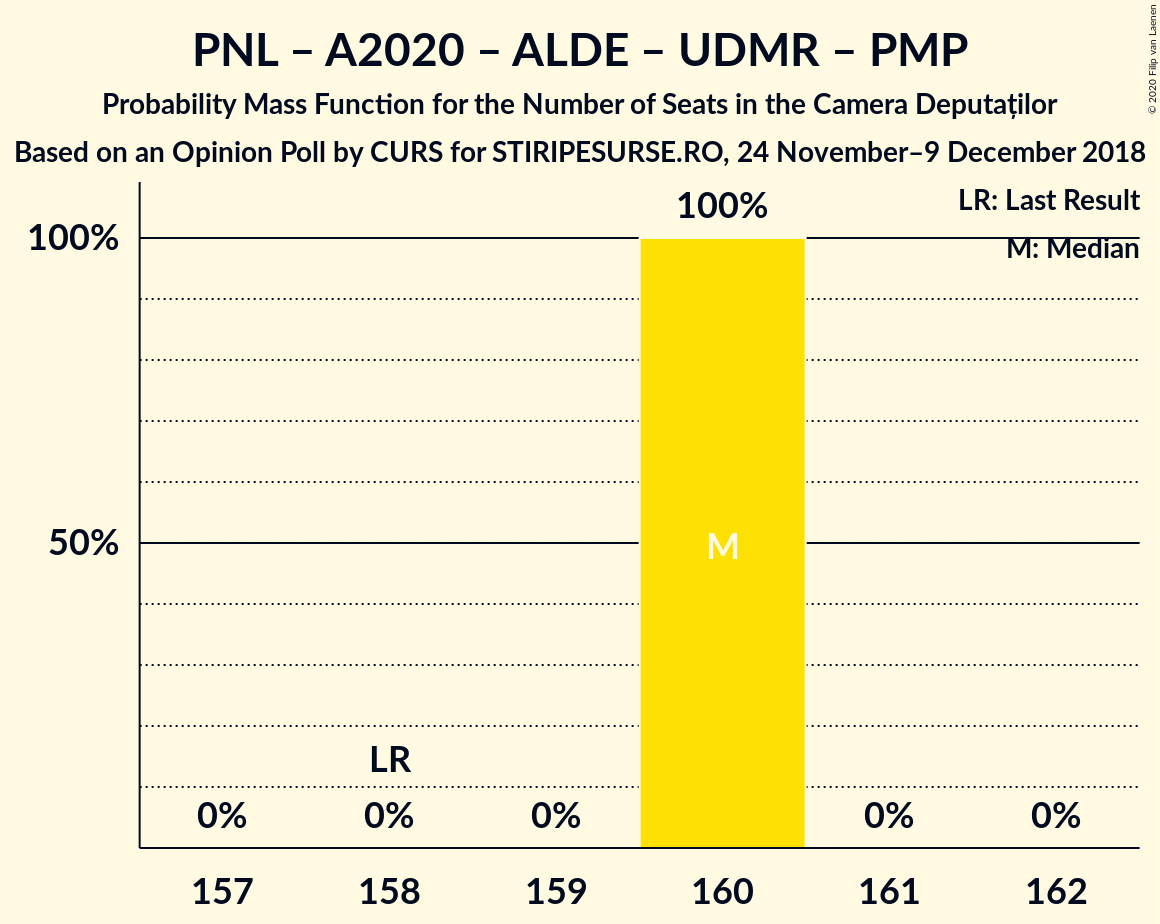 PNL – A2020 – ALDE – UDMR – PMP
Probability Mass Function for the Number of Seats in the Camera Deputaților
Based on an Opinion Poll by CURS for STIRIPESURSE.RO, 24 November–9 December 2018
© 2020 Filip van Laenen
LR: Last Result
M: Median
100%
100%
50%
M
LR
0%
0%
0%
0%
0%
157
158
159
160
161
162